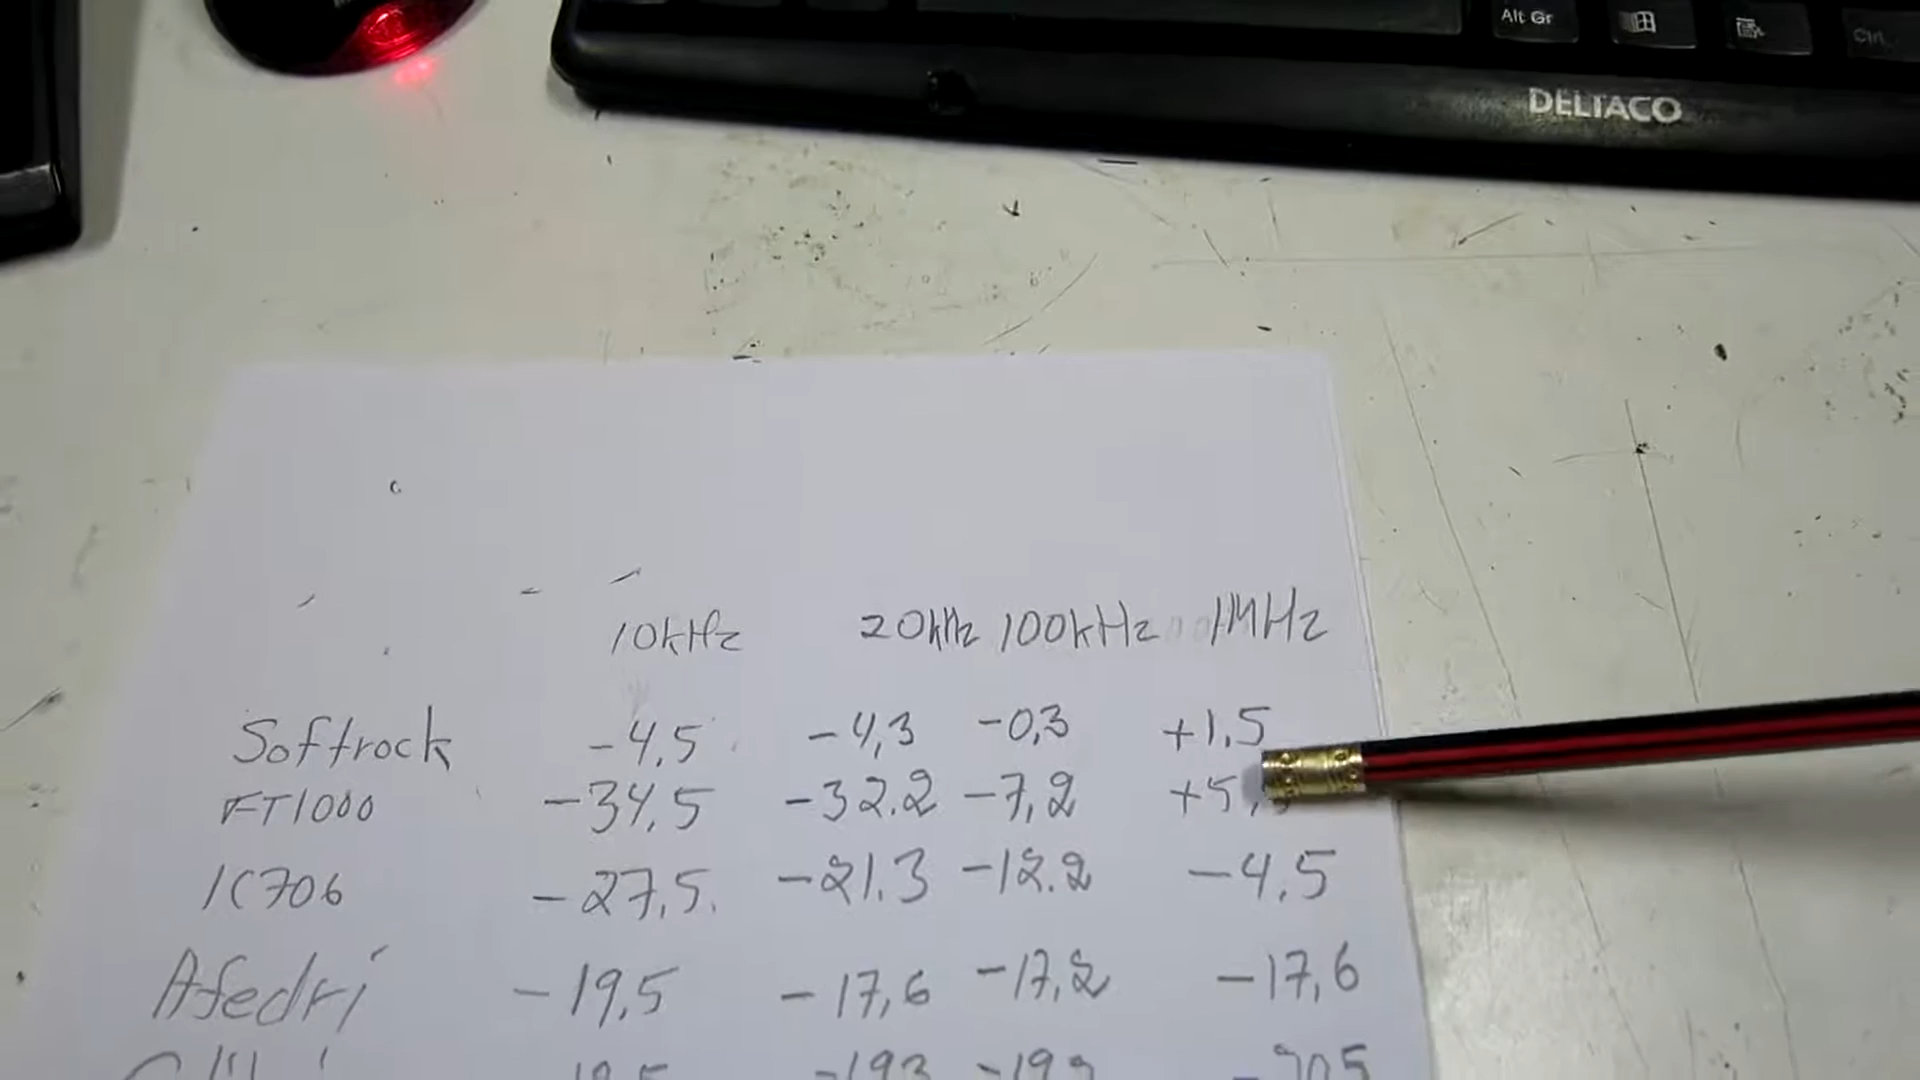 Alt Gr
Ctrl
DELTACO
10kHz 20kHz 100kHz 1MHz
Softrock -4,5 -4,3 -0,3 +1,5
FT1000 -34,5 -32.2 -7,2
IC706 -27,5. -21.3 -12.2 -4.5
Afedri -19,5 -17,6 -17,2 -17,6